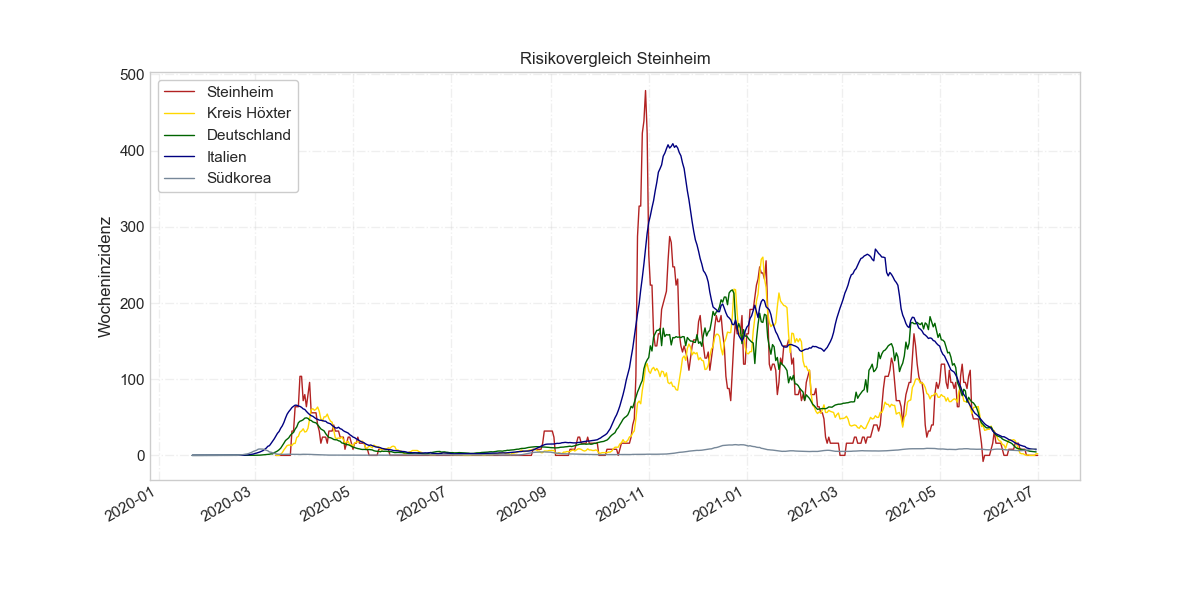 Risikovergleich Steinheim
Wocheninzidenz
500
400
300
200
100
0
Steinheim
Kreis Höxter
Deutschland
Italien
Südkorea
2020-01
2020-03
2020-05
2020-07
2020-09
2020-11
2021-01
2021-03
2021-05
2021-07